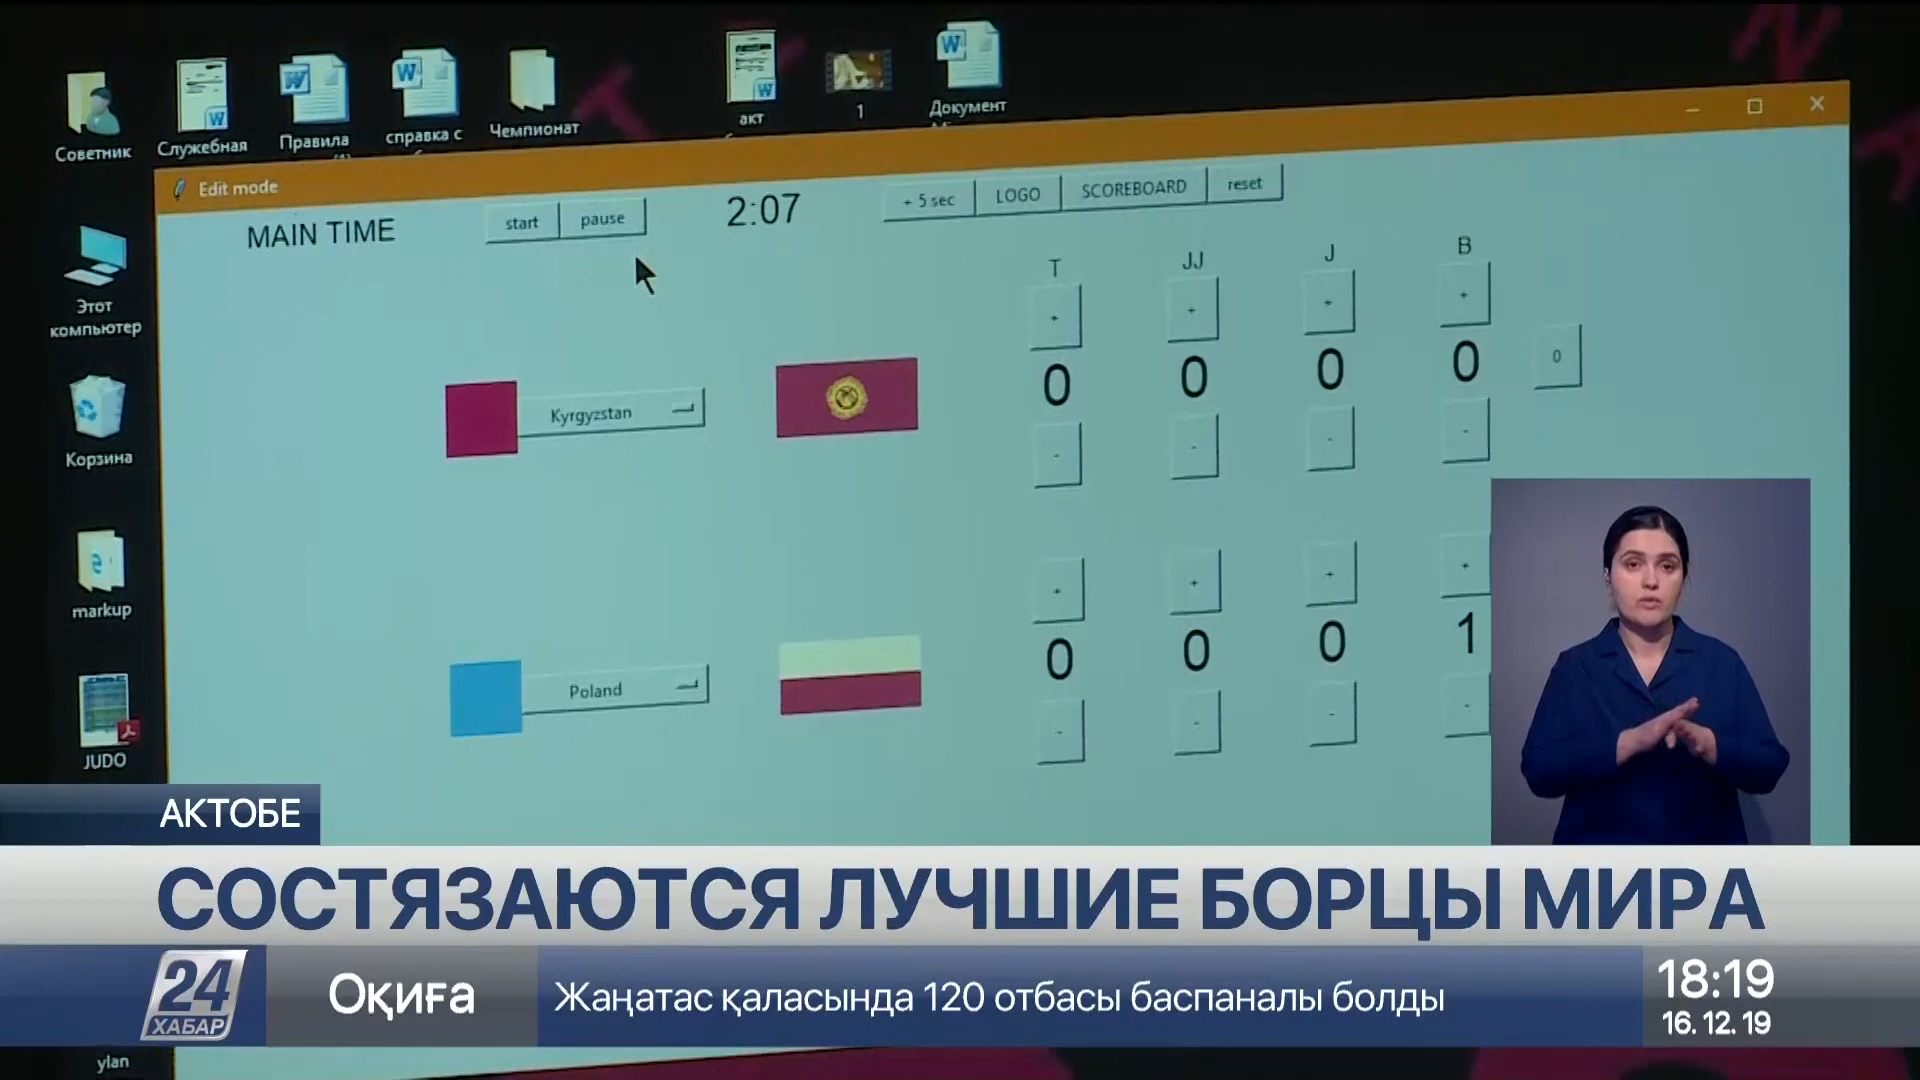 Советник
Служебная
Правила
справка с
Чемпионат
акт
1
Документ
Edit mode
MAIN TIME
start
pause
2:07
+ 5 sec
LOGO
SCOREBOARD
reset
Этот
компьютер
T
JJ
J
B
+
+
+
+
Kyrgyzstan
0
0
0
0
0
-
-
-
-
Корзина
+
+
+
+
markup
Poland
0
0
0
1
-
-
-
-
JUDO
АКТОБЕ
СОСТЯЗАЮТСЯ ЛУЧШИЕ БОРЦЫ МИРА
24
ХАБАР
Оқиға
Жаңатас қаласында 120 отбасы баспаналы болды
18:19
16. 12. 19
ylan